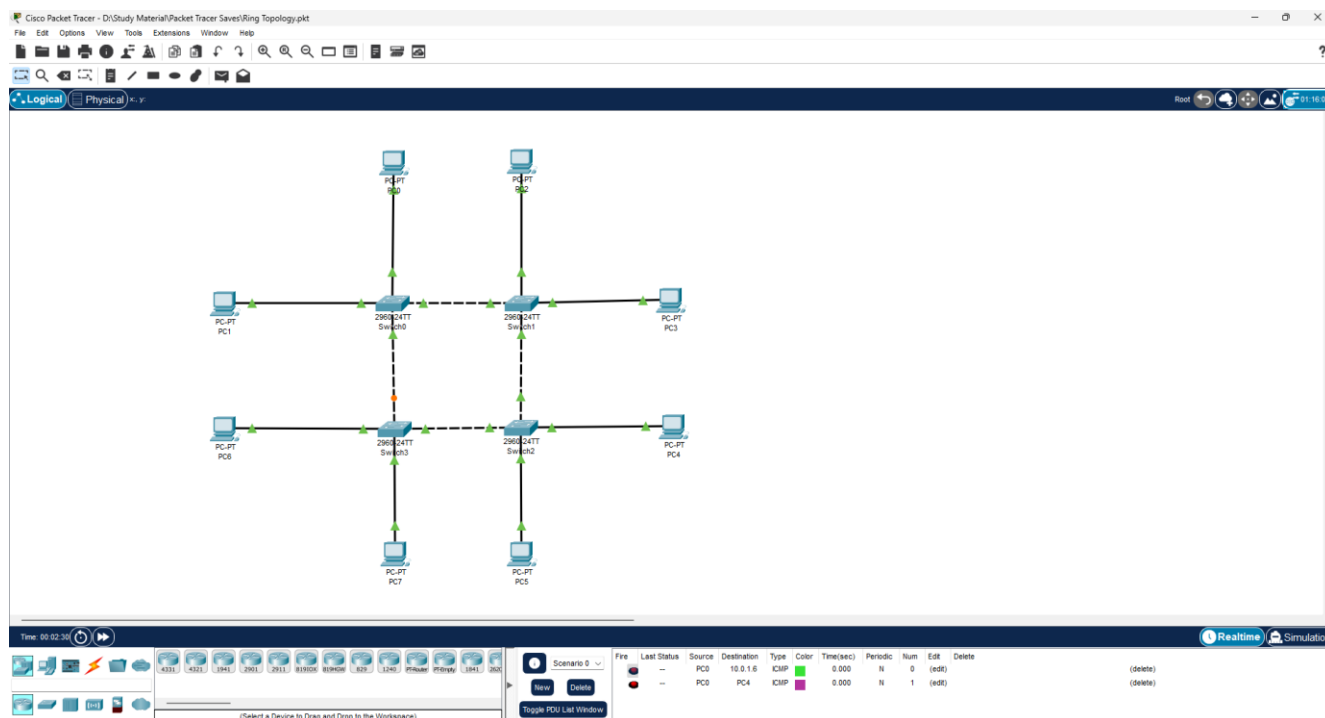 Cisco Packet Tracer - D:\Study Material\Packet Tracer Saves\Ring Topology.pkt
File Edit Options View Tools Extensions Window Help
?
Logical Physical x:, y:
Root 01:16:0
PC-PT
PC0
PC-PT
PC2
PC-PT
PC1
2960-24TT
Switch0
2960-24TT
Switch1
PC-PT
PC3
PC-PT
PC6
2960-24TT
Switch3
2960-24TT
Switch2
PC-PT
PC4
PC-PT
PC7
PC-PT
PC5
Time: 00:02:30
Realtime Simulatio
4331 4321 1941 2901 2911 819IOX 819HGW 829 1240 PT-Router PT-Empty 1841 262
(Select a Device to Drag and Drop to the Workspace)
Scenario 0
New Delete
Toggle PDU List Window
Fire Last Status Source Destination Type Color Time(sec) Periodic Num Edit Delete
-- PC0 10.0.1.6 ICMP 0.000 N 0 (edit) (delete)
-- PC0 PC4 ICMP 0.000 N 1 (edit) (delete)